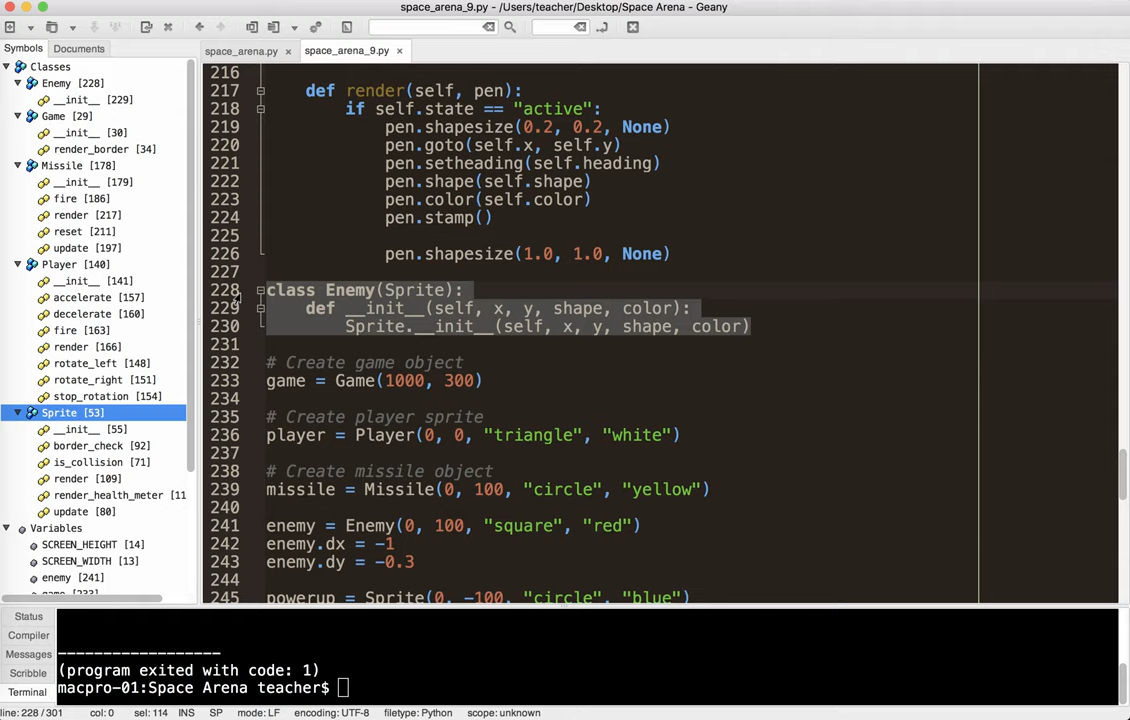 space_arena_9.py - /Users/teacher/Desktop/Space Arena - Geany
Symbols Documents
space_arena.py × space_arena_9.py ×
Classes
Enemy [228]
__init__ [229]
Game [29]
__init__ [30]
render_border [34]
Missile [178]
__init__ [179]
fire [186]
render [217]
reset [211]
update [197]
Player [140]
__init__ [141]
accelerate [157]
decelerate [160]
fire [163]
render [166]
rotate_left [148]
rotate_right [151]
stop_rotation [154]
Sprite [53]
__init__ [55]
border_check [92]
is_collision [71]
render [109]
render_health_meter [11
update [80]
Variables
SCREEN_HEIGHT [14]
SCREEN_WIDTH [13]
enemy [241]
game [233]
216
217 def render(self, pen):
218 if self.state == "active":
219 pen.shapesize(0.2, 0.2, None)
220 pen.goto(self.x, self.y)
221 pen.setheading(self.heading)
222 pen.shape(self.shape)
223 pen.color(self.color)
224 pen.stamp()
225
226 pen.shapesize(1.0, 1.0, None)
227
228 class Enemy(Sprite):
229 def __init__(self, x, y, shape, color):
230 Sprite.__init__(self, x, y, shape, color)
231
232 # Create game object
233 game = Game(1000, 300)
234
235 # Create player sprite
236 player = Player(0, 0, "triangle", "white")
237
238 # Create missile object
239 missile = Missile(0, 100, "circle", "yellow")
240
241 enemy = Enemy(0, 100, "square", "red")
242 enemy.dx = -1
243 enemy.dy = -0.3
244
245 powerup = Sprite(0, -100, "circle", "blue")
Status
Compiler
Messages
Scribble
Terminal
------------------
(program exited with code: 1)
macpro-01:Space Arena teacher$
line: 228 / 301 col: 0 sel: 114 INS SP mode: LF encoding: UTF-8 filetype: Python scope: unknown